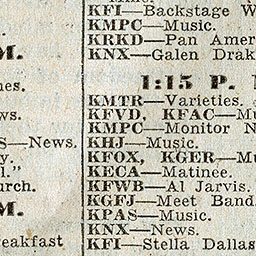 KFI—Backstage W
KMPC—Music.
KRKD—Pan Amer
KNX—Galen Drak
1:15 P.
KMTR—Varieties.
KFVD, KFAC—Mu
KMPC—Monitor N
KHJ—Music.
KFOX, KGER—Mu
KECA—Matinee.
KFWB—Al Jarvis.
KGFJ—Meet Band
KPAS—Music.
KNX—News.
KFI—Stella Dallas
M.
nes.
ws.
S—News.
y.
l."
urch.
M.
reakfast